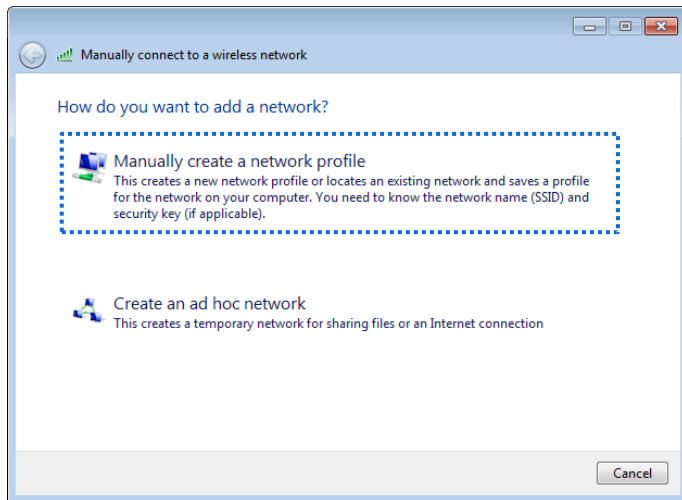 Manually connect to a wireless network
How do you want to add a network?
Manually create a network profile
This creates a new network profile or locates an existing network and saves a profile
for the network on your computer. You need to know the network name (SSID) and
security key (if applicable).
Create an ad hoc network
This creates a temporary network for sharing files or an Internet connection
Cancel